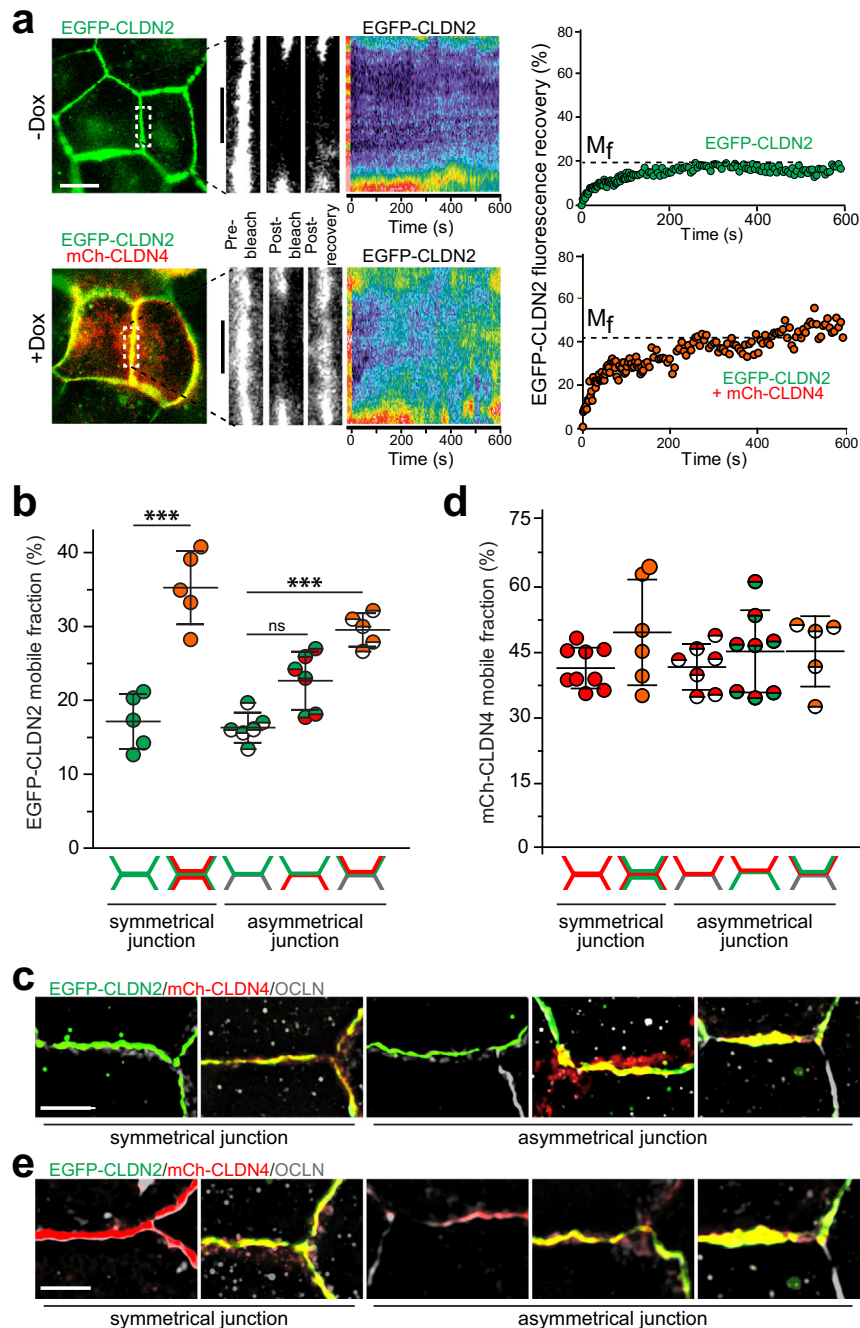 a
EGFP-CLDN2
-Dox
EGFP-CLDN2
0 200 400 600
Time (s)
EGFP-CLDN2
mCh-CLDN4
+Dox
Pre-
bleach
Post-
bleach
Post-
recovery
EGFP-CLDN2
0 200 400 600
Time (s)
EGFP-CLDN2 fluorescence recovery (%)
80
60
40
20
0
Mf
EGFP-CLDN2
0 200 400 600
Time (s)
80
60
40
20
0
Mf
EGFP-CLDN2
+ mCh-CLDN4
0 200 400 600
Time (s)
b
EGFP-CLDN2 mobile fraction (%)
40
30
20
10
0
***
ns
***
symmetrical
junction
asymmetrical
junction
d
mCh-CLDN4 mobile fraction (%)
75
60
45
30
15
0
symmetrical
junction
asymmetrical
junction
c
EGFP-CLDN2/mCh-CLDN4/OCLN
symmetrical junction
asymmetrical junction
e
EGFP-CLDN2/mCh-CLDN4/OCLN
symmetrical junction
asymmetrical junction